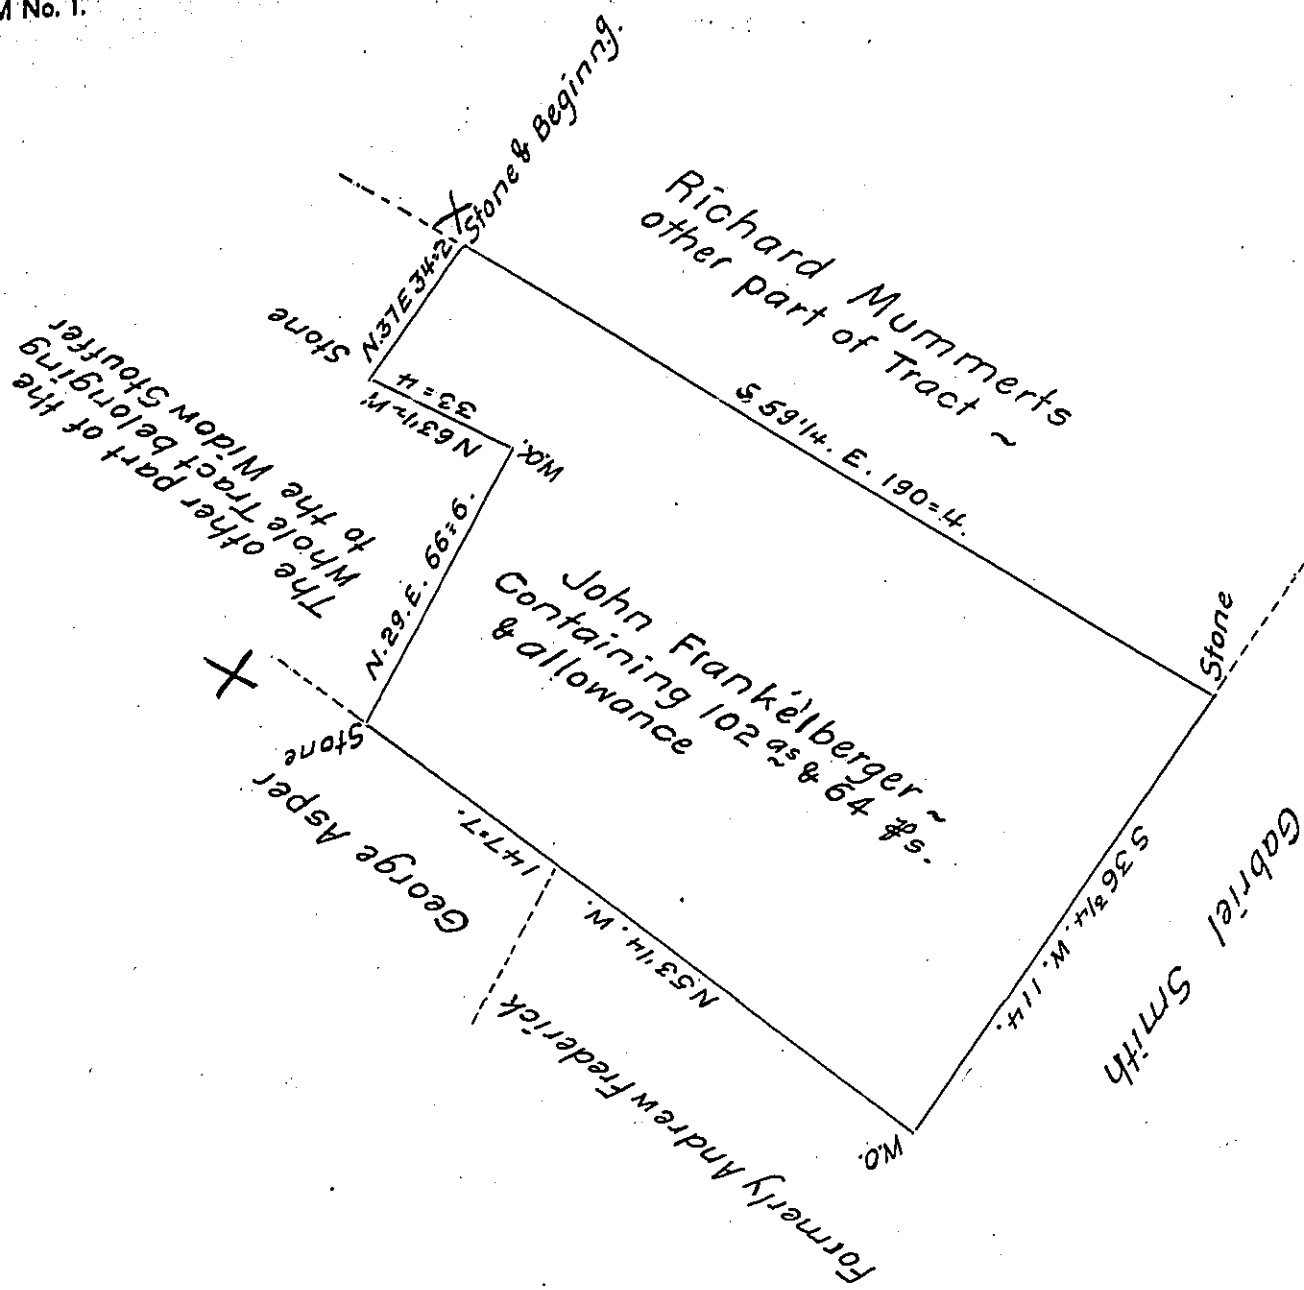 M No. 1.
Stone & Beginng.
Richard Mummerts
other part of Tract ~
S. 59 1/4. E. 190=4.
Stone
S 36 3/4. W. 114.
Gabriel Smith
W.O.
N 53 1/4. W.
147=7.
Formerly Andrew Frederick
George Asper
Stone
N. 29. E. 66=6.
W.O.
N 63 1/2 W.
33=4
Stone
N. 37 E 34=2
The other part of the
Whole Tract belonging
to the Widow Stouffer
John Frankelberger ~
Containing 102 as & 64 ps.
& allowance